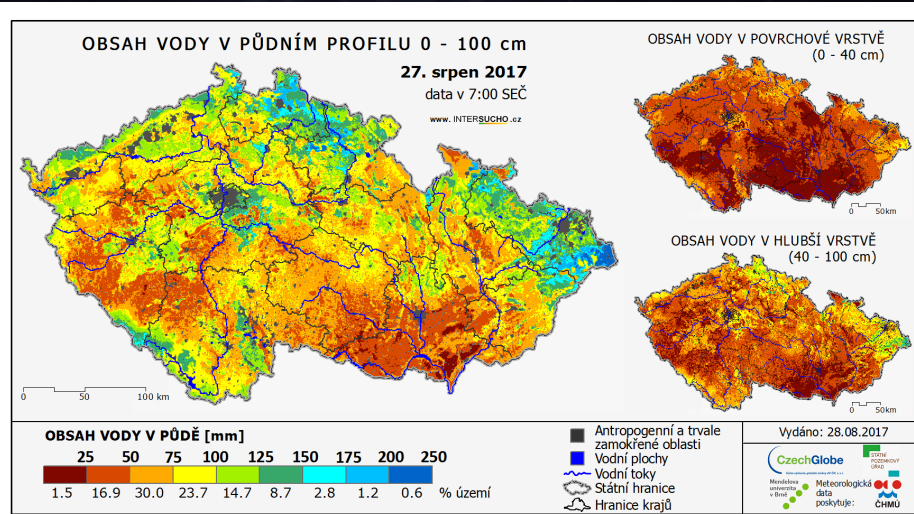 OBSAH VODY V PŮDNÍM PROFILU 0 - 100 cm
27. srpen 2017
data v 7:00 SEČ
www. INTERSUCHO .cz
0 50 100 km
OBSAH VODY V POVRCHOVÉ VRSTVĚ
(0 - 40 cm)
0 50km
OBSAH VODY V HLUBŠÍ VRSTVĚ
(40 - 100 cm)
0 50km
OBSAH VODY V PŮDĚ [mm]
25 50 75 100 125 150 175 200 250
1.5 16.9 30.0 23.7 14.7 8.7 2.8 1.2 0.6 % území
Antropogenní a trvale
zamokřené oblasti
Vodní plochy
Vodní toky
Státní hranice
Hranice krajů
Vydáno: 28.08.2017
CzechGlobe
STÁTNÍ
POZEMKOVÝ
ÚŘAD
Mendelova
univerzita
v Brně
Meteorologická
data
poskytuje:
ČHMÚ